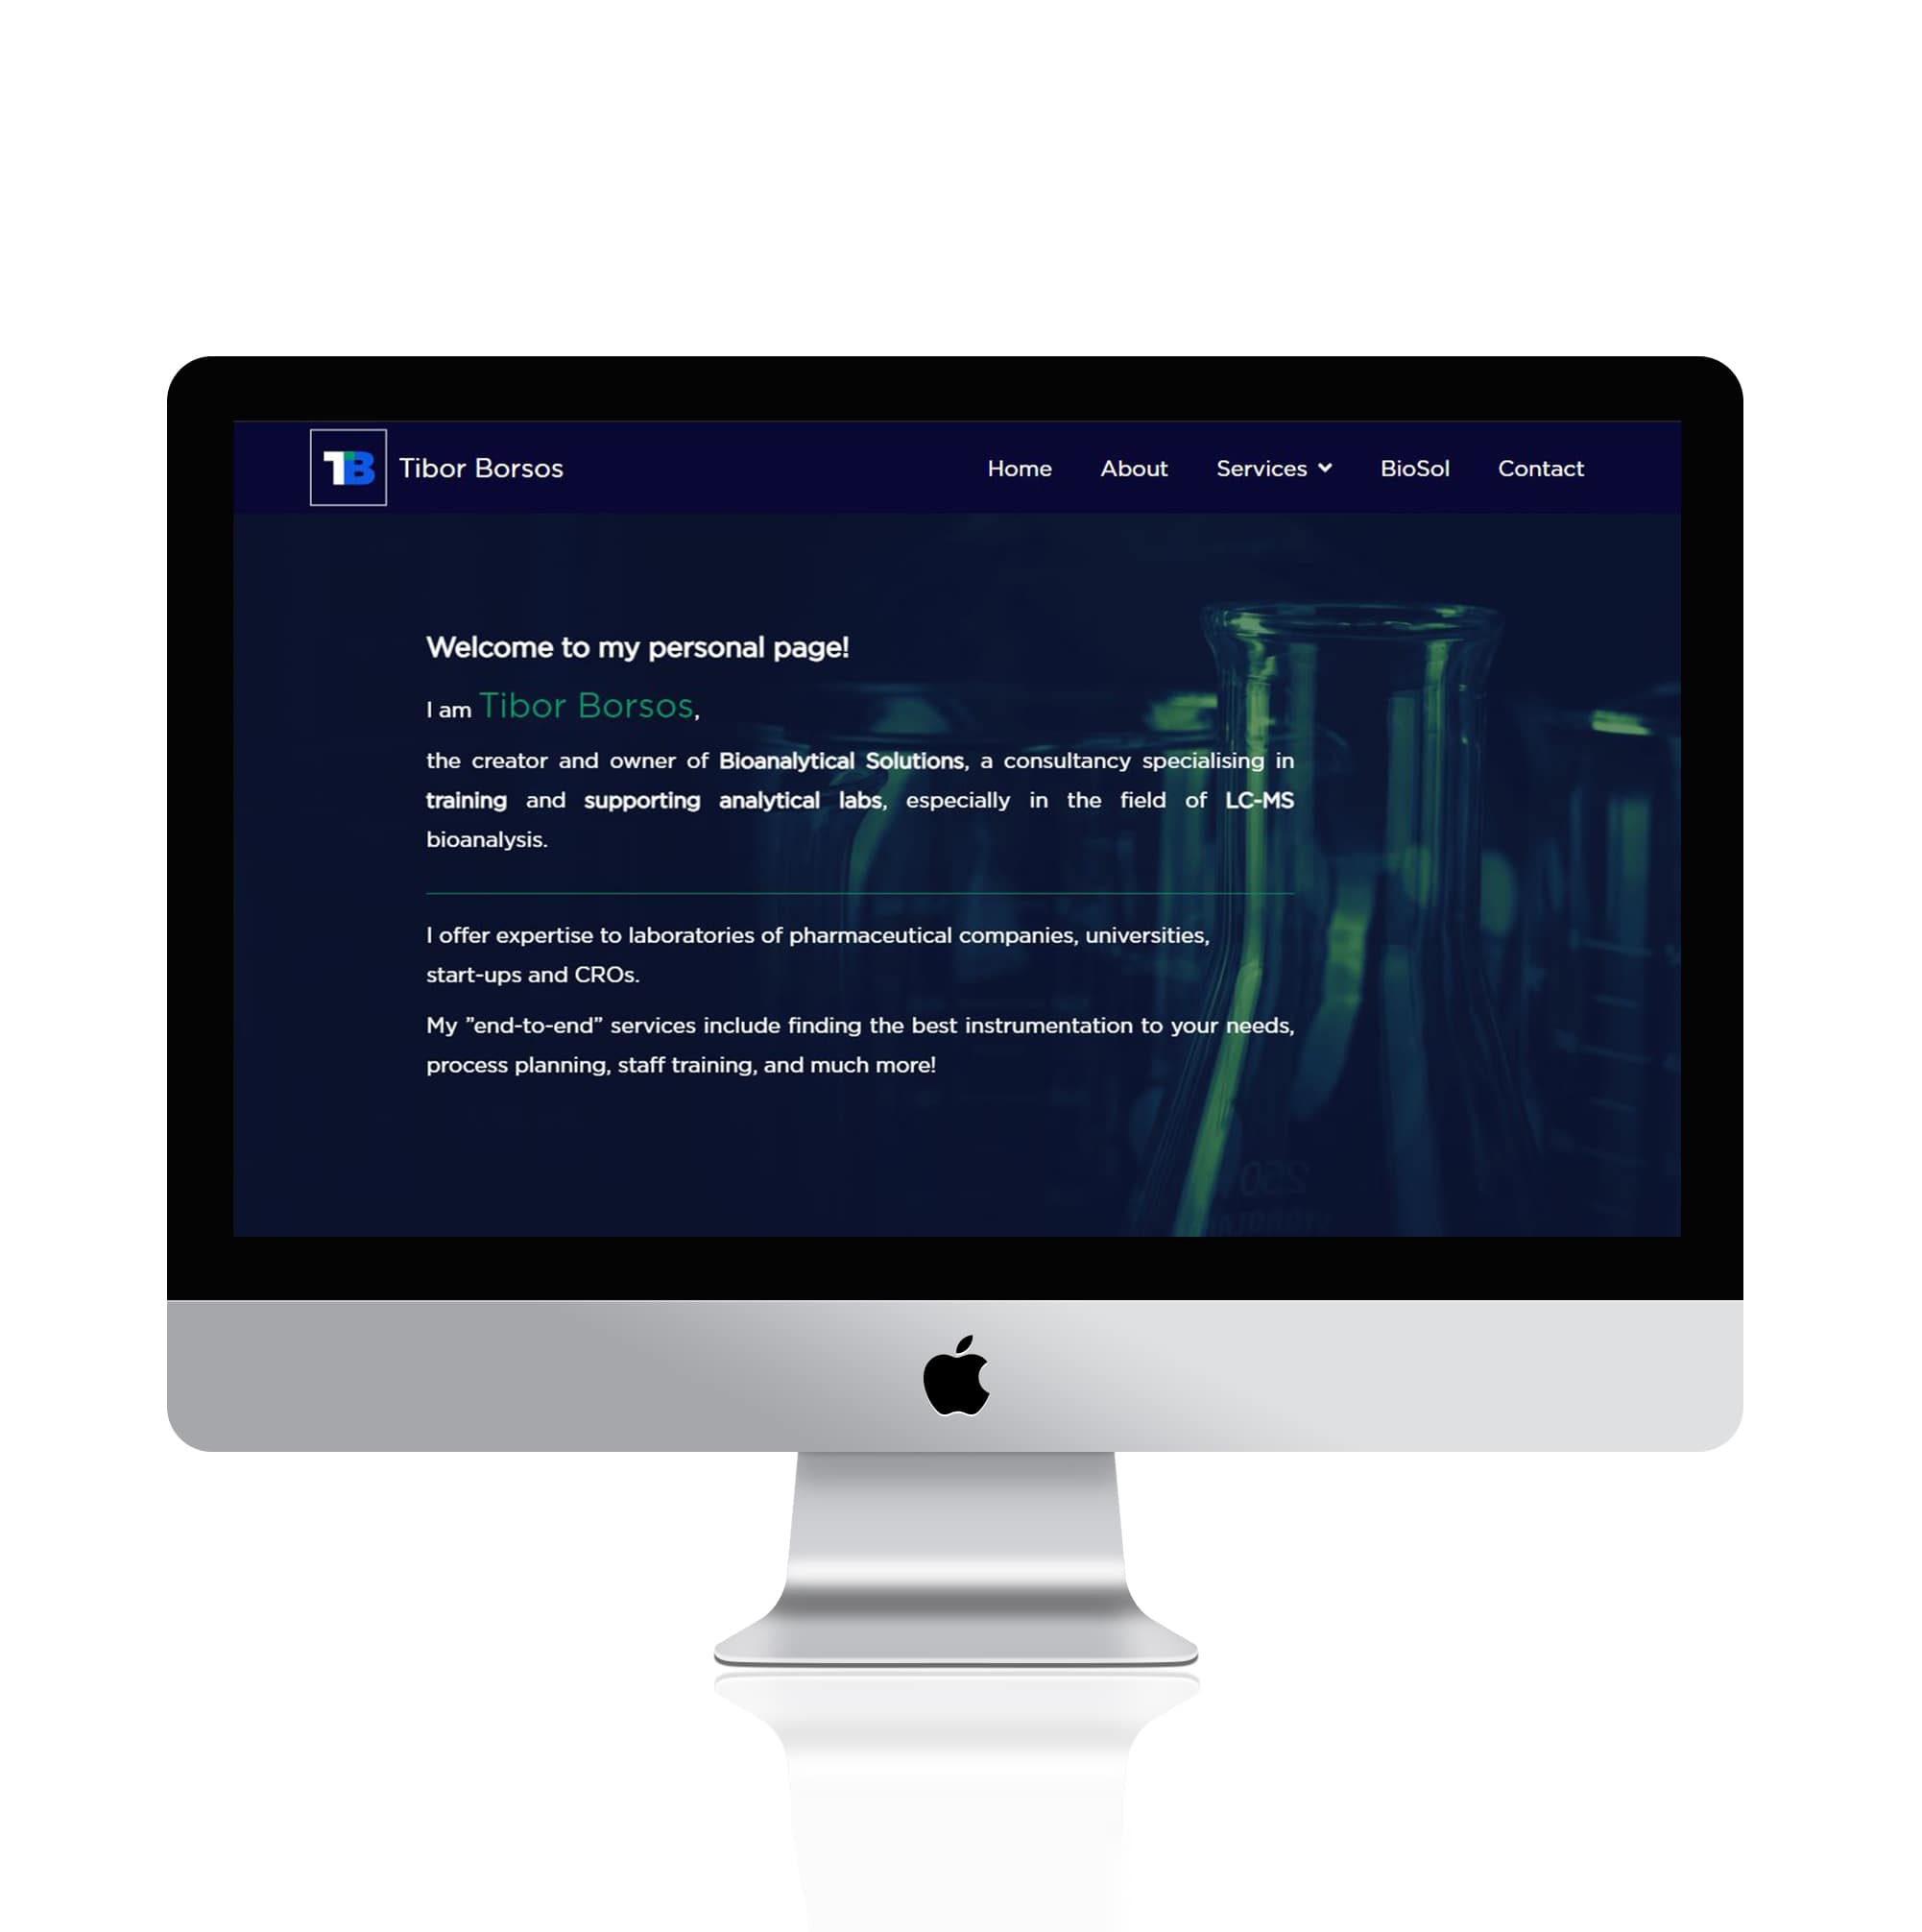 TB Tibor Borsos
Home About Services BioSol Contact
Welcome to my personal page!
I am Tibor Borsos,
the creator and owner of Bioanalytical Solutions, a consultancy specialising in
training and supporting analytical labs, especially in the field of LC-MS
bioanalysis.
I offer expertise to laboratories of pharmaceutical companies, universities,
start-ups and CROs.
My ”end-to-end” services include finding the best instrumentation to your needs,
process planning, staff training, and much more!